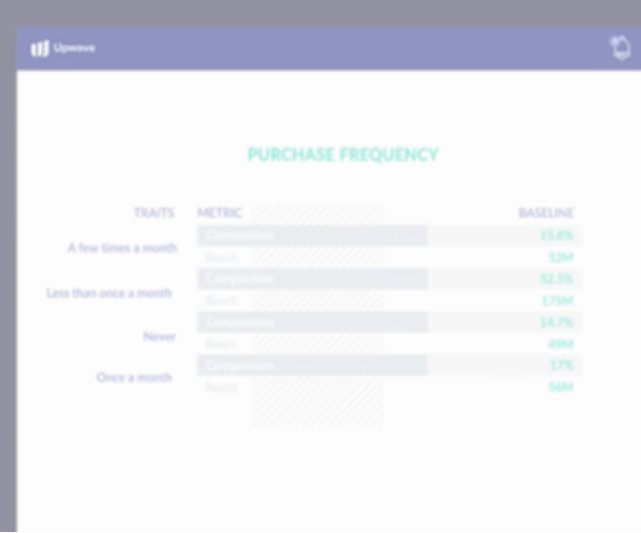 Upwave
PURCHASE FREQUENCY
TRAITS METRIC BASELINE
Composition 15.8%
A few times a month
Reach 52M
Composition 52.5%
Less than once a month
Reach 175M
Composition 14.7%
Never
Reach 49M
Composition 17%
Once a month
Reach 56M